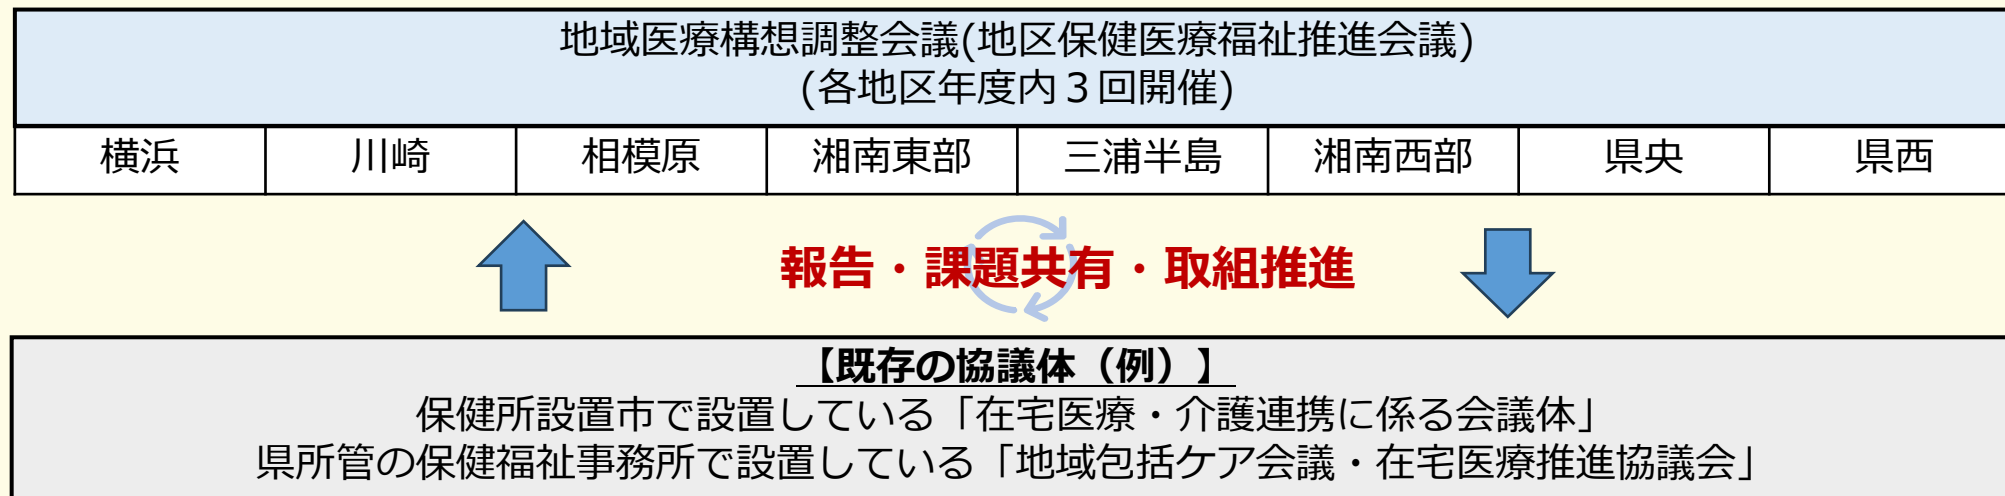 地域医療構想調整会議(地区保健医療福祉推進会議)
(各地区年度内３回開催)
横浜 川崎 相模原 湘南東部 三浦半島 湘南西部 県央 県西
報告・課題共有・取組推進
【既存の協議体（例）】
保健所設置市で設置している「在宅医療・介護連携に係る会議体」
県所管の保健福祉事務所で設置している「地域包括ケア会議・在宅医療推進協議会」